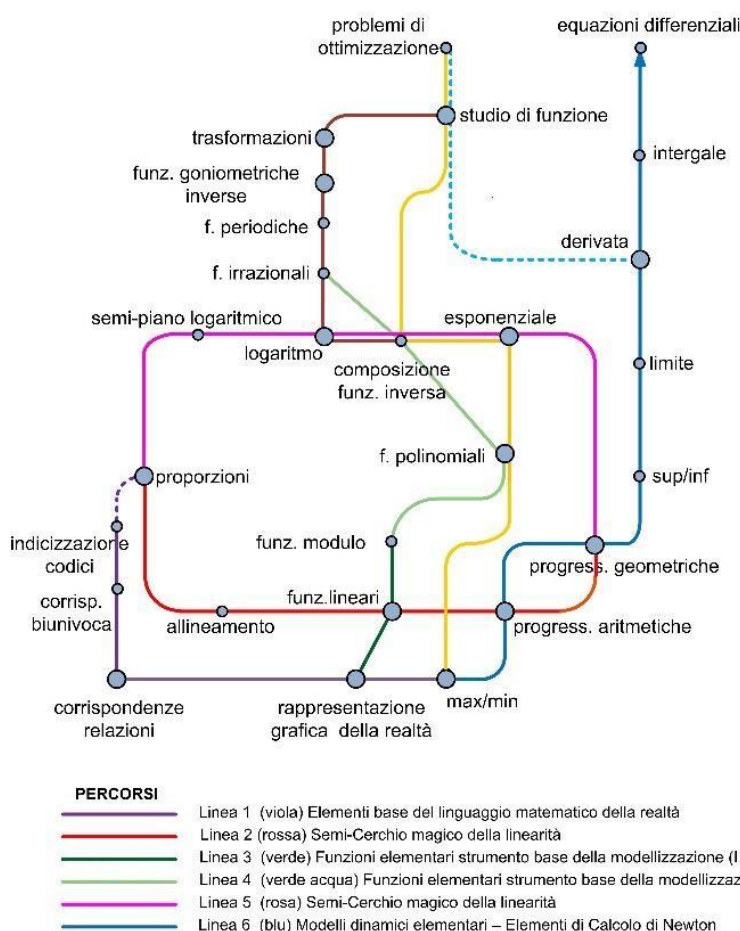 problemi di
ottimizzazione
equazioni differenziali
studio di funzione
trasformazioni
intergale
funz. goniometriche
inverse
f. periodiche
derivata
f. irrazionali
semi-piano logaritmico
esponenziale
logaritmo
composizione
funz. inversa
limite
f. polinomiali
proporzioni
sup/inf
indicizzazione
codici
funz. modulo
progress. geometriche
corrisp.
biunivoca
funz.lineari
allineamento
progress. aritmetiche
corrispondenze
relazioni
rappresentazione
grafica della realtà
max/min
PERCORSI
Linea 1 (viola) Elementi base del linguaggio matematico della realtà
Linea 2 (rossa) Semi-Cerchio magico della linearità
Linea 3 (verde) Funzioni elementari strumento base della modellizzazione (I
Linea 4 (verde acqua) Funzioni elementari strumento base della modellizzaz
Linea 5 (rosa) Semi-Cerchio magico della linearità
Linea 6 (blu) Modelli dinamici elementari – Elementi di Calcolo di Newton